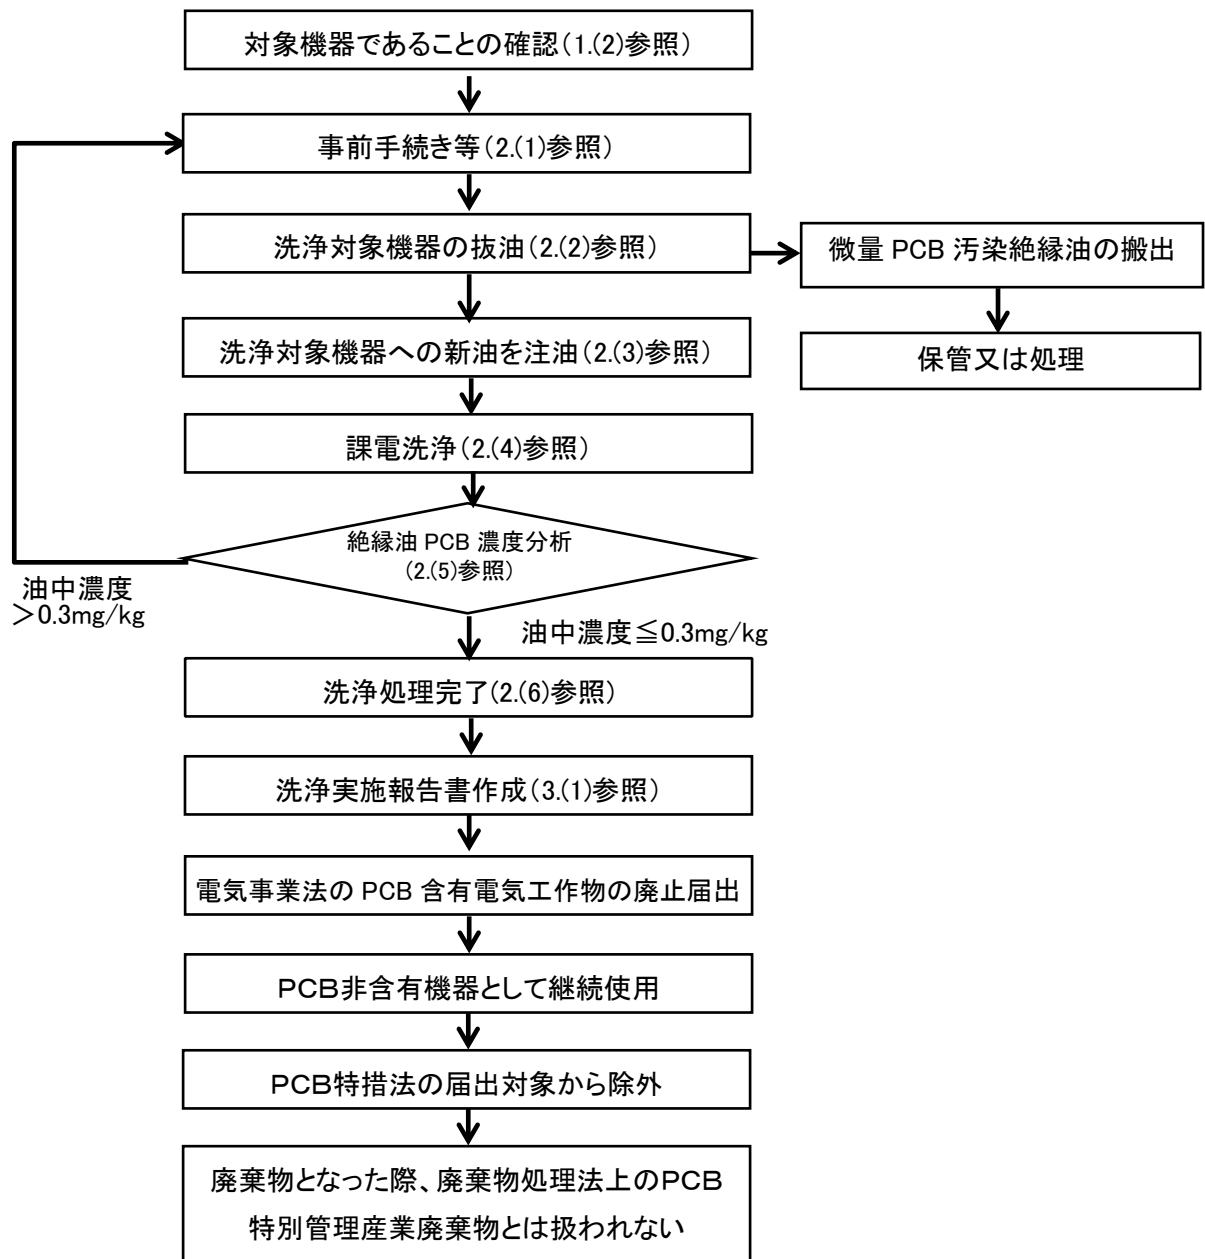 対象機器であることの確認(1.(2)参照)
事前手続き等(2.(1)参照)
洗浄対象機器の抜油(2.(2)参照)
微量 PCB 汚染絶縁油の搬出
洗浄対象機器への新油を注油(2.(3)参照)
保管又は処理
課電洗浄(2.(4)参照)
絶縁油 PCB 濃度分析
(2.(5)参照)
油中濃度
>0.3mg/kg
油中濃度≦0.3mg/kg
洗浄処理完了(2.(6)参照)
洗浄実施報告書作成(3.(1)参照)
電気事業法の PCB 含有電気工作物の廃止届出
PCB非含有機器として継続使用
PCB特措法の届出対象から除外
廃棄物となった際、廃棄物処理法上のPCB
特別管理産業廃棄物とは扱われない